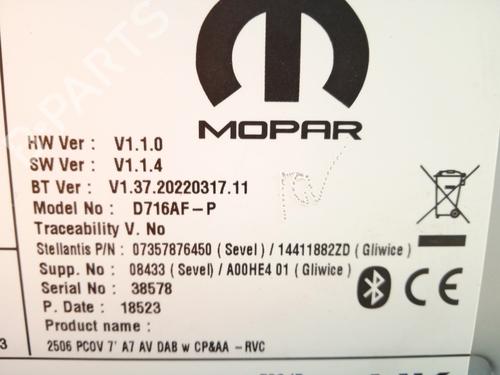 MOPAR
HW Ver : V1.1.0
SW Ver : V1.1.4
BT Ver : V1.37.20220317.11
Model No : D716AF-P
Traceability V. No
Stellantis P/N : 07357876450 ( Sevel ) / 14411882ZD ( Gliwice )
Supp. No : 08433 ( Sevel ) / A00HE4 01 ( Gliwice )
Serial No : 38578
P. Date : 18523
Product name :
3
2506 PCOV 7' A7 AV DAB w CP&AA -RVC